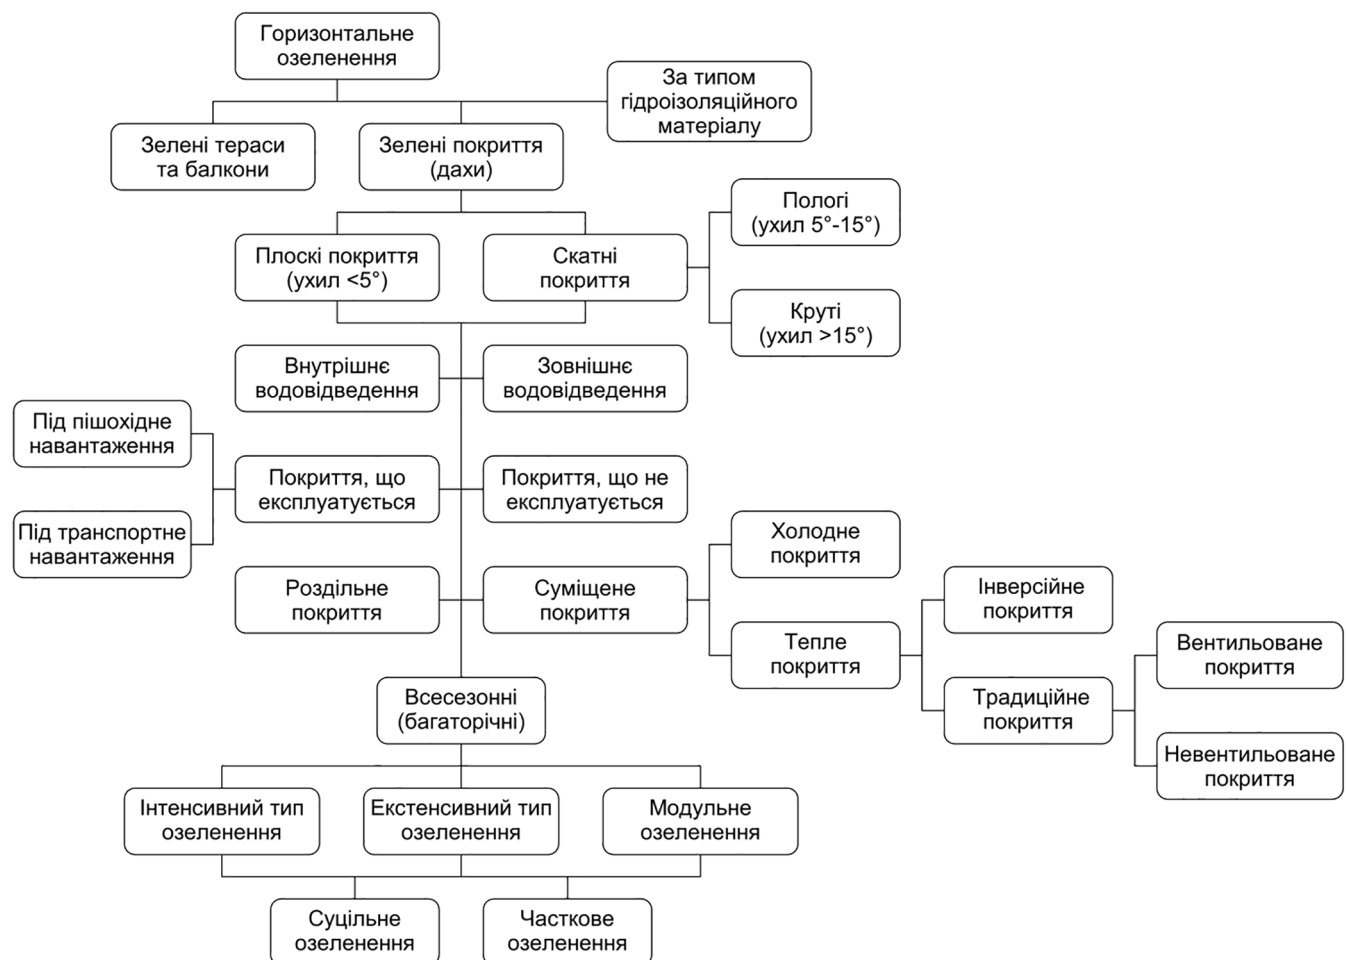 Горизонтальне
озеленення
За типом
гідроізоляційного
матеріалу
Зелені тераси
та балкони
Зелені покриття
(дахи)
Пологі
(ухил 5°-15°)
Плоскі покриття
(ухил <5°)
Скатні
покриття
Круті
(ухил >15°)
Внутрішнє
водовідведення
Зовнішнє
водовідведення
Під пішохідне
навантаження
Покриття, що
експлуатується
Покриття, що не
експлуатується
Під транспортне
навантаження
Холодне
покриття
Роздільне
покриття
Суміщене
покриття
Інверсійне
покриття
Тепле
покриття
Вентильоване
покриття
Всесезонні
(багаторічні)
Традиційне
покриття
Невентильоване
покриття
Інтенсивний тип
озеленення
Екстенсивний тип
озеленення
Модульне
озеленення
Суцільне
озеленення
Часткове
озеленення